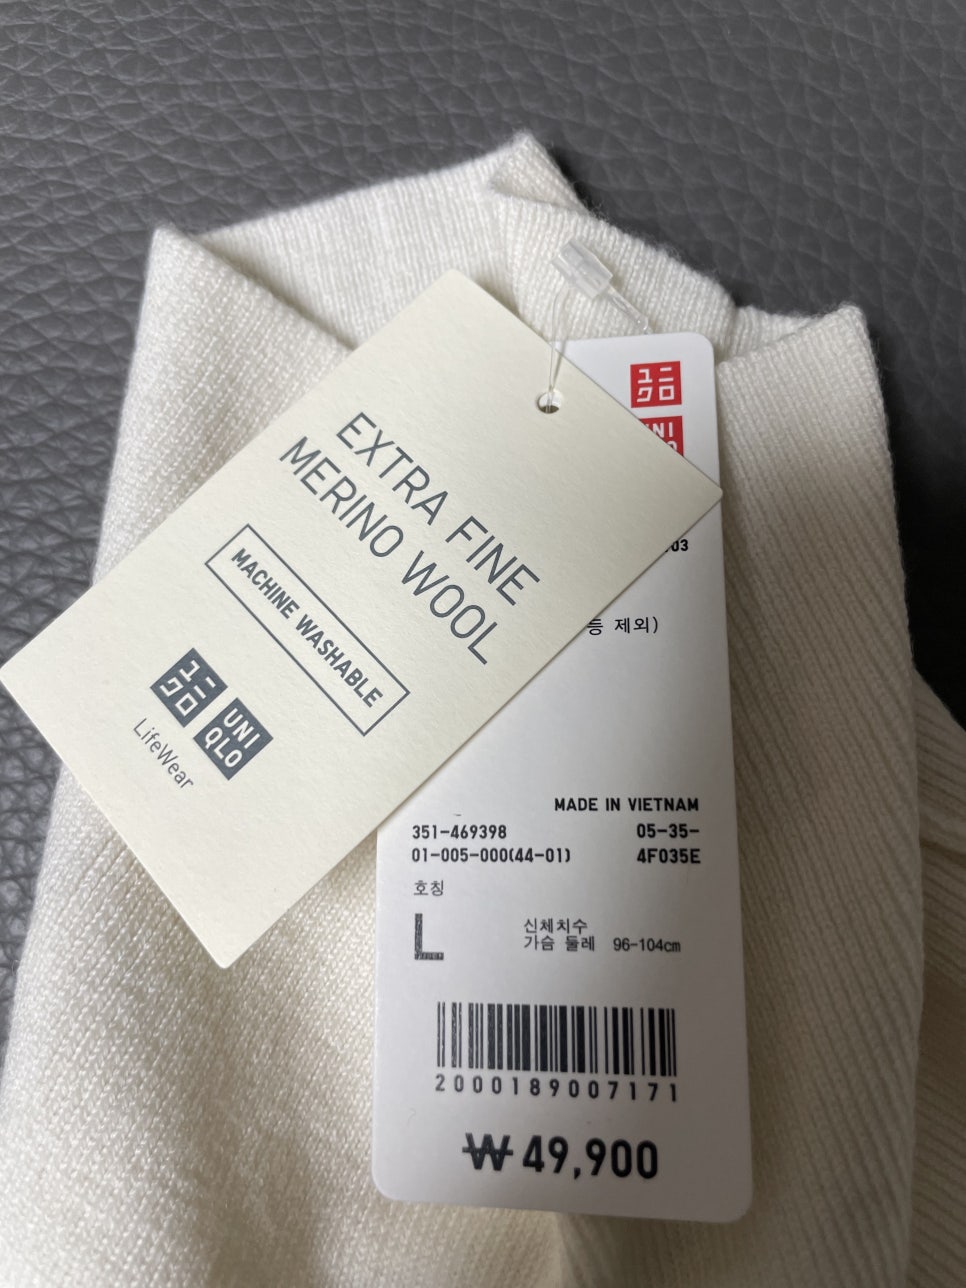 EXTRA FINE
MERINO WOOL
MACHINE WASHABLE
ユニ
クロ
UNI
QLO
LifeWear
ユニ
クロ
03
등 제외)
MADE IN VIETNAM
351-469398 05-35-
01-005-000(44-01) 4F035E
호칭
L
신체치수
가슴 둘레 96-104cm
2000189007171
₩49,900